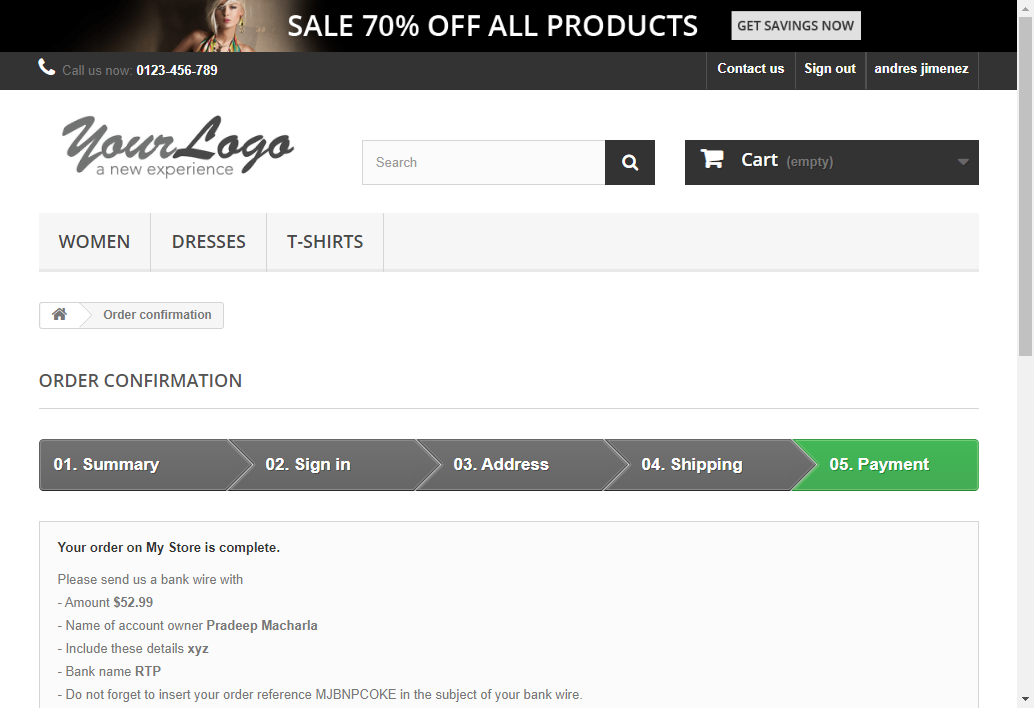 SALE 70% OFF ALL PRODUCTS GET SAVINGS NOW
Call us now: 0123-456-789 Contact us Sign out andres jimenez
YourLogo
a new experience
Search
Cart (empty)
WOMEN DRESSES T-SHIRTS
Order confirmation
ORDER CONFIRMATION
01. Summary 02. Sign in 03. Address 04. Shipping 05. Payment
Your order on My Store is complete.
Please send us a bank wire with
- Amount $52.99
- Name of account owner Pradeep Macharla
- Include these details xyz
- Bank name RTP
- Do not forget to insert your order reference MJBNPCOKE in the subject of your bank wire.